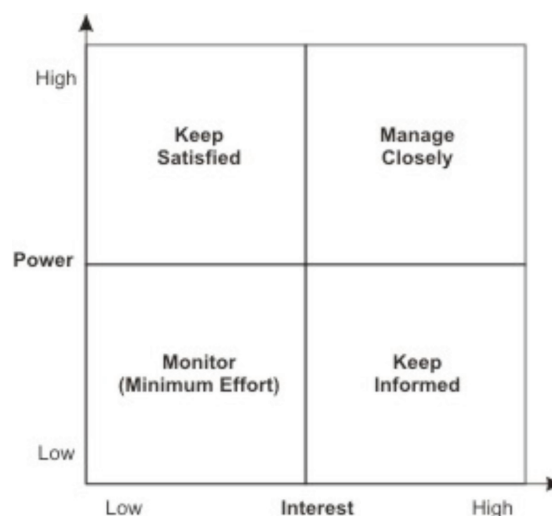 High
Keep
Satisfied
Manage
Closely
Power
Monitor
(Minimum Effort)
Keep
Informed
Low
Low
Interest
High